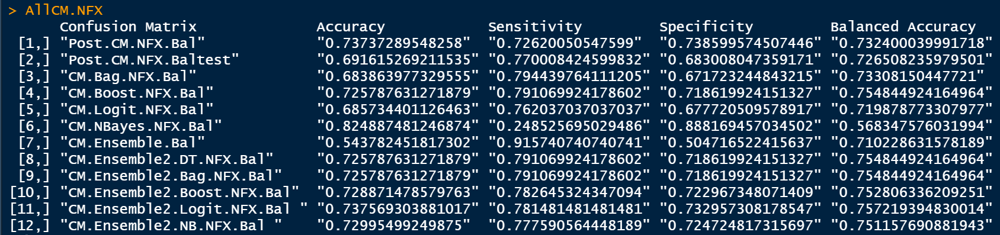 > AllCM.NFX
Confusion Matrix Accuracy Sensitivity Specificity Balanced Accuracy
[1,] "Post.CM.NFX.Bal" "0.73737289548258" "0.72620050547599" "0.738599574507446" "0.732400039991718"
[2,] "Post.CM.NFX.Baltest" "0.691615269211535" "0.770008424599832" "0.683008047359171" "0.726508235979501"
[3,] "CM.Bag.NFX.Bal" "0.683863977329555" "0.794439764111205" "0.671723244843215" "0.73308150447721"
[4,] "CM.Boost.NFX.Bal" "0.725787631271879" "0.791069924178602" "0.718619924151327" "0.754844924164964"
[5,] "CM.Logit.NFX.Bal" "0.685734401126463" "0.762037037037037" "0.677720509578917" "0.719878773307977"
[6,] "CM.NBayes.NFX.Bal" "0.824887481246874" "0.248525695029486" "0.888169457034502" "0.568347576031994"
[7,] "CM.Ensemble.Bal" "0.543782451817302" "0.915740740740741" "0.504716522415637" "0.710228631578189"
[8,] "CM.Ensemble2.DT.NFX.Bal" "0.725787631271879" "0.791069924178602" "0.718619924151327" "0.754844924164964"
[9,] "CM.Ensemble2.Bag.NFX.Bal" "0.725787631271879" "0.791069924178602" "0.718619924151327" "0.754844924164964"
[10,] "CM.Ensemble2.Boost.NFX.Bal" "0.728871478579763" "0.782645324347094" "0.722967348071409" "0.752806336209251"
[11,] "CM.Ensemble2.Logit.NFX.Bal " "0.737569303881017" "0.781481481481481" "0.732957308178547" "0.757219394830014"
[12,] "CM.Ensemble2.NB.NFX.Bal " "0.72995499249875" "0.777590564448189" "0.724724817315697" "0.751157690881943"